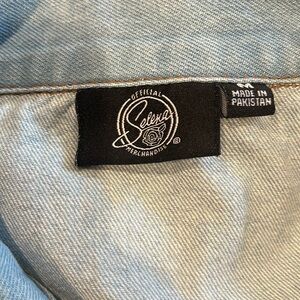 OFFICIAL
Selena
MERCHANDISE
®
MADE IN
PAKISTAN